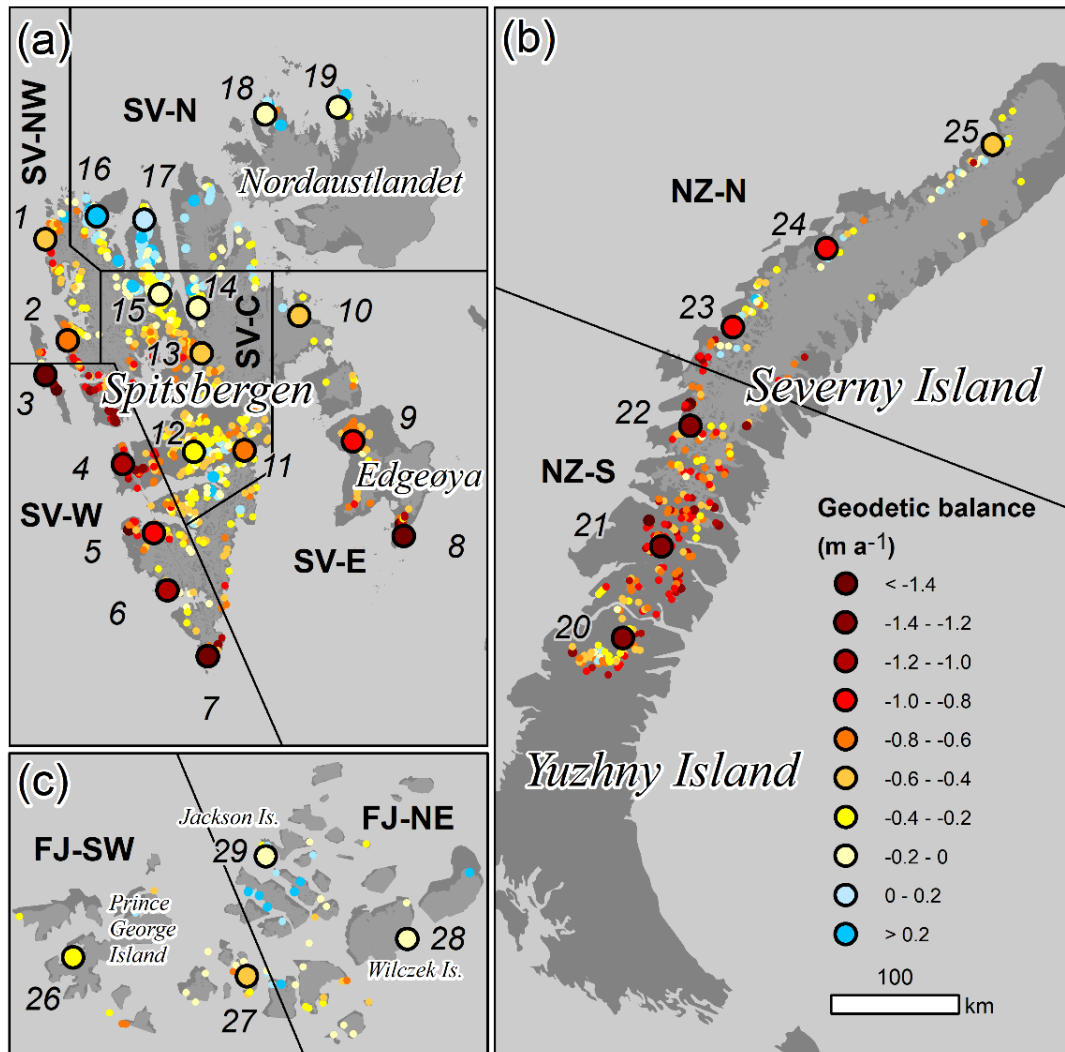 (a)
SV-NW
SV-N
18
19
Nordaustlandet
16
17
1
2
15
14
SV-C
10
13
3
Spitsbergen
9
12
11
4
Edgeøya
SV-W
5
SV-E
8
6
7
(b)
25
NZ-N
24
23
Severny Island
22
NZ-S
21
20
Yuzhny Island
Geodetic balance
(m a-1)
< -1.4
-1.4 - -1.2
-1.2 - -1.0
-1.0 - -0.8
-0.8 - -0.6
-0.6 - -0.4
-0.4 - -0.2
-0.2 - 0
0 - 0.2
> 0.2
100
km
(c)
Jackson Is.
FJ-NE
FJ-SW
29
Prince
George
Island
28
Wilczek Is.
26
27